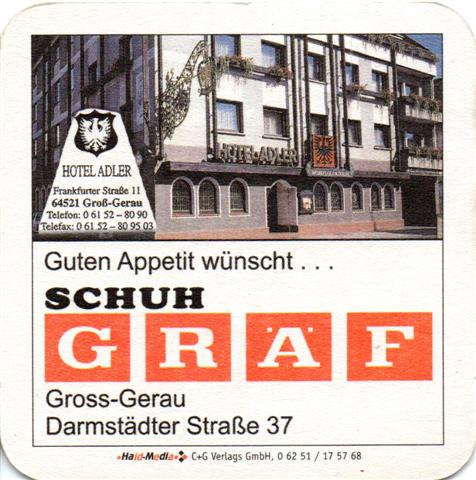 HOTEL ADLER
HOTEL ADLER
Frankfurter Straße 11
64521 Groß-Gerau
Telefon: 0 61 52 – 80 90
Telefax: 0 61 52 – 80 95 03
Guten Appetit wünscht . . .
SCHUH
GRÄF
Gross-Gerau
Darmstädter Straße 37
Haid-Media C+G Verlags GmbH, 0 62 51 / 17 57 68